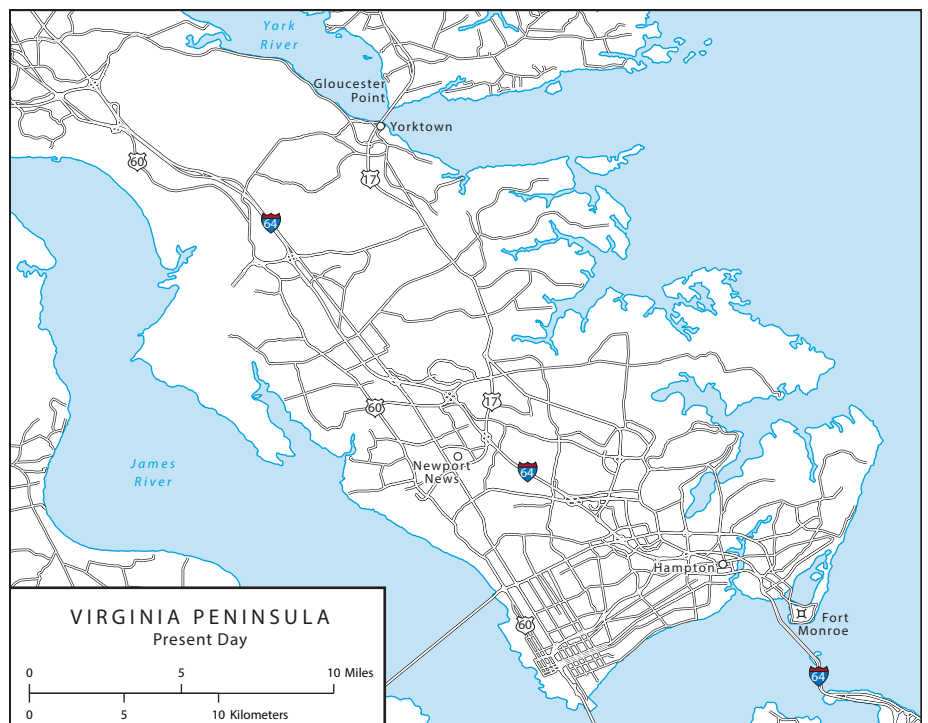 York
River
Gloucester
Point
Yorktown
60
17
64
60
17
James
River
Newport
News
64
Hampton
60
Fort
Monroe
64
VIRGINIA PENINSULA
Present Day
0 5 10 Miles
0 5 10 Kilometers